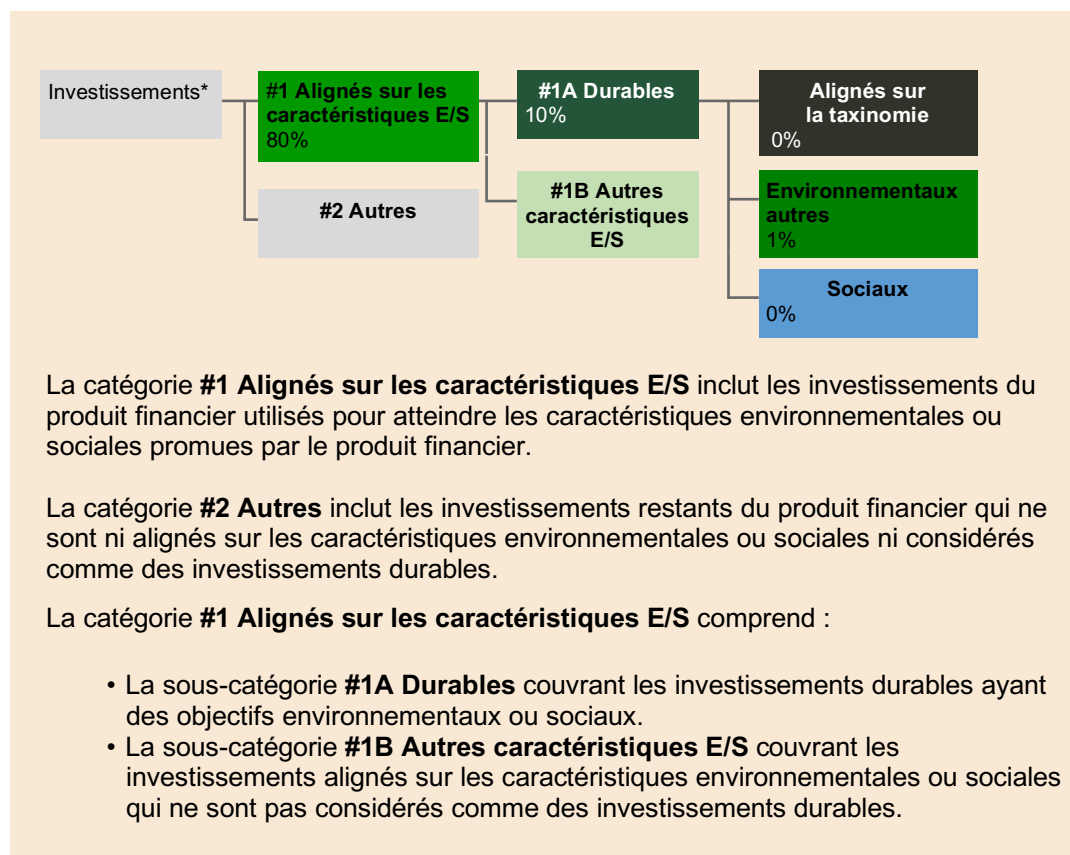 Investissements*
#1 Alignés sur les
caractéristiques E/S
80%
#2 Autres
#1A Durables
10%
#1B Autres
caractéristiques
E/S
Alignés sur
la taxinomie
0%
Environnementaux
autres
1%
Sociaux
0%
La catégorie #1 Alignés sur les caractéristiques E/S inclut les investissements du
produit financier utilisés pour atteindre les caractéristiques environnementales ou
sociales promues par le produit financier.
La catégorie #2 Autres inclut les investissements restants du produit financier qui ne
sont ni alignés sur les caractéristiques environnementales ou sociales ni considérés
comme des investissements durables.
La catégorie #1 Alignés sur les caractéristiques E/S comprend :
• La sous-catégorie #1A Durables couvrant les investissements durables ayant
des objectifs environnementaux ou sociaux.
• La sous-catégorie #1B Autres caractéristiques E/S couvrant les
investissements alignés sur les caractéristiques environnementales ou sociales
qui ne sont pas considérés comme des investissements durables.